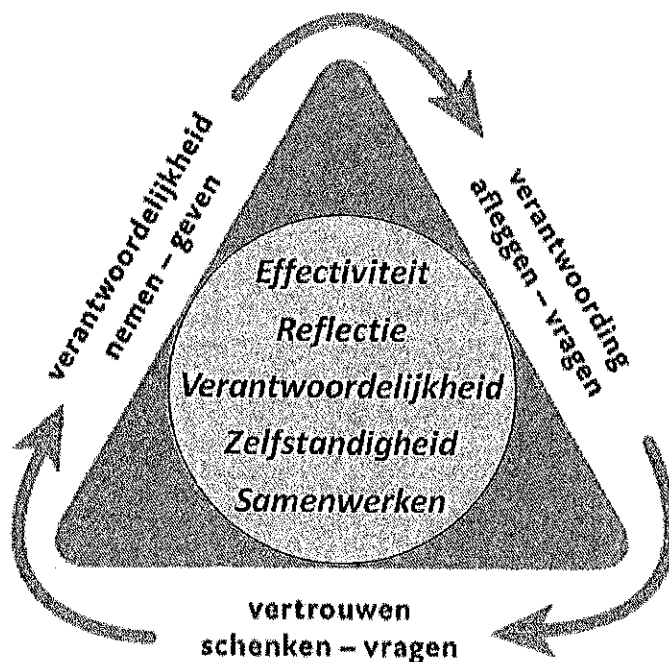 verantwoordelijkheid
nemen – geven
verantwoording
afleggen – vragen
Effectiviteit
Reflectie
Verantwoordelijkheid
Zelfstandigheid
Samenwerken
vertrouwen
schenken – vragen